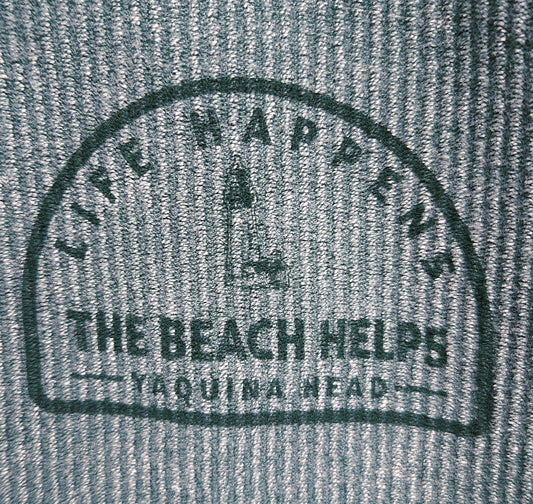 LIFE HAPPENS
THE BEACH HELPS
YAQUINA HEAD